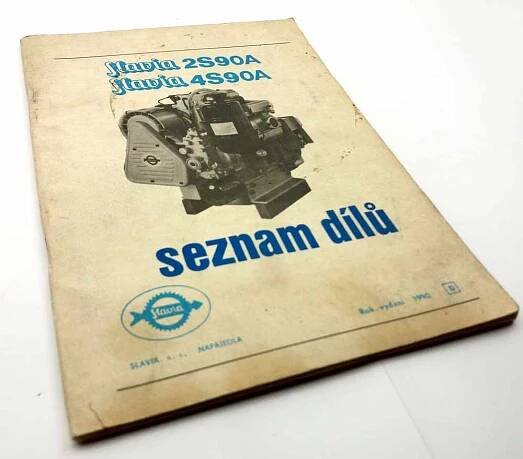 Slavia 2S90A
Slavia 4S90A
seznam dílů
Slavia
SLAVIA s. p. NAPAJEDLA
Rok vydání 1990